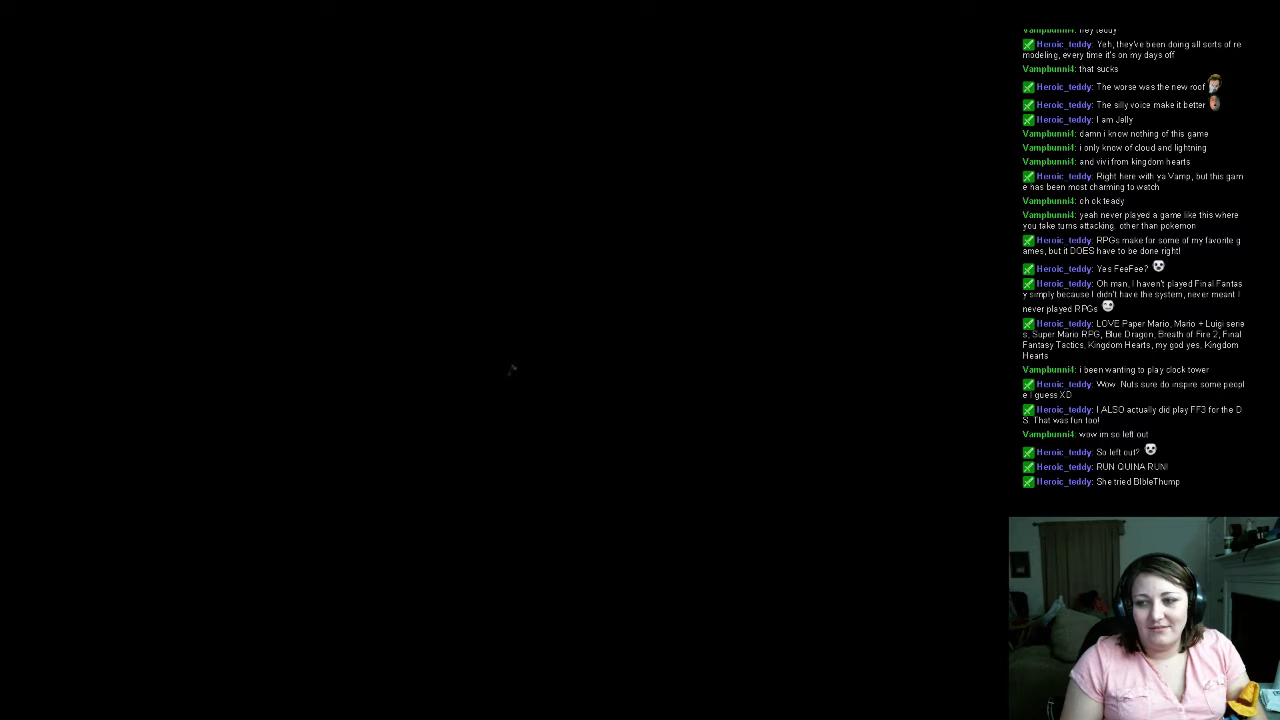 Vampbunni4: hey teddy
Heroic_teddy: Yeh, they've been doing all sorts of re
modeling, every time it's on my days off
Vampbunni4: that sucks
Heroic_teddy: The worse was the new roof
Heroic_teddy: The silly voice make it better
Heroic_teddy: I am Jelly
Vampbunni4: damn i know nothing of this game
Vampbunni4: i only know of cloud and lightning
Vampbunni4: and vivi from kingdom hearts
Heroic_teddy: Right here with ya Vamp, but this gam
e has been most charming to watch
Vampbunni4: oh ok teady
Vampbunni4: yeah never played a game like this where
you take turns attacking, other than pokemon
Heroic_teddy: RPGs make for some of my favorite g
ames, but it DOES have to be done right!
Heroic_teddy: Yes FeeFee?
Heroic_teddy: Oh man, I haven't played Final Fantas
y simply because I didn't have the system, never meant I
never played RPGs
Heroic_teddy: LOVE Paper Mario, Mario + Luigi serie
s, Super Mario RPG, Blue Dragon, Breath of Fire 2, Final
Fantasy Tactics, Kingdom Hearts, my god yes, Kingdom
Hearts
Vampbunni4: i been wanting to play clock tower
Heroic_teddy: Wow. Nuts sure do inspire some peopl
e I guess XD
Heroic_teddy: I ALSO actually did play FF3 for the D
S. That was fun too!
Vampbunni4: wow im so left out
Heroic_teddy: So left out?
Heroic_teddy: RUN QUINA RUN!
Heroic_teddy: She tried BIbleThump